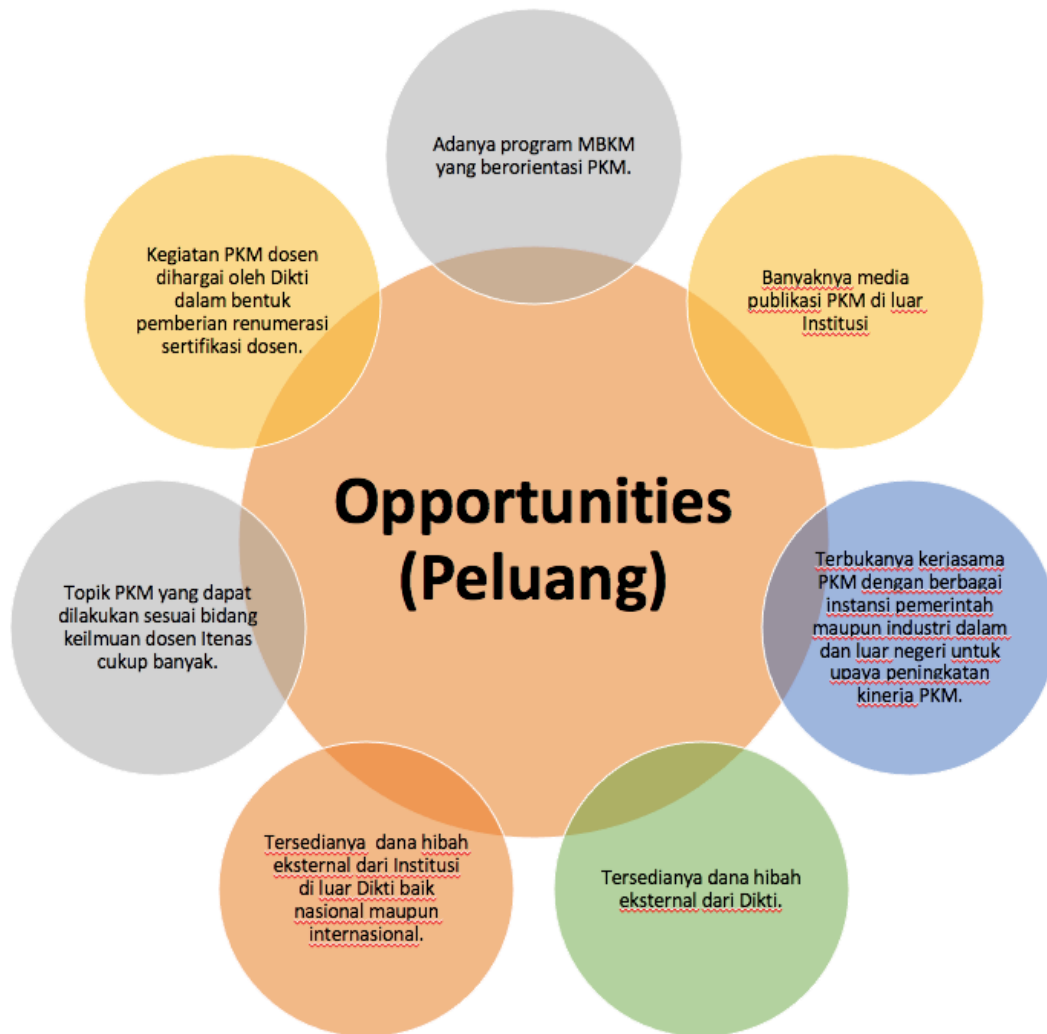 Adanya program MBKM
yang berorientasi PKM.
Banyaknya media
publikasi PKM di luar
Institusi
Terbukanya kerjasama
PKM dengan berbagai
instansi pemerintah
maupun industri dalam
dan luar negeri untuk
upaya peningkatan
kinerja PKM.
Tersedianya dana hibah
eksternal dari Dikti.
Tersedianya dana hibah
eksternal dari Institusi
di luar Dikti baik
nasional maupun
internasional.
Topik PKM yang dapat
dilakukan sesuai bidang
keilmuan dosen Itenas
cukup banyak.
Kegiatan PKM dosen
dihargai oleh Dikti
dalam bentuk
pemberian renumerasi
sertifikasi dosen.
Opportunities
(Peluang)